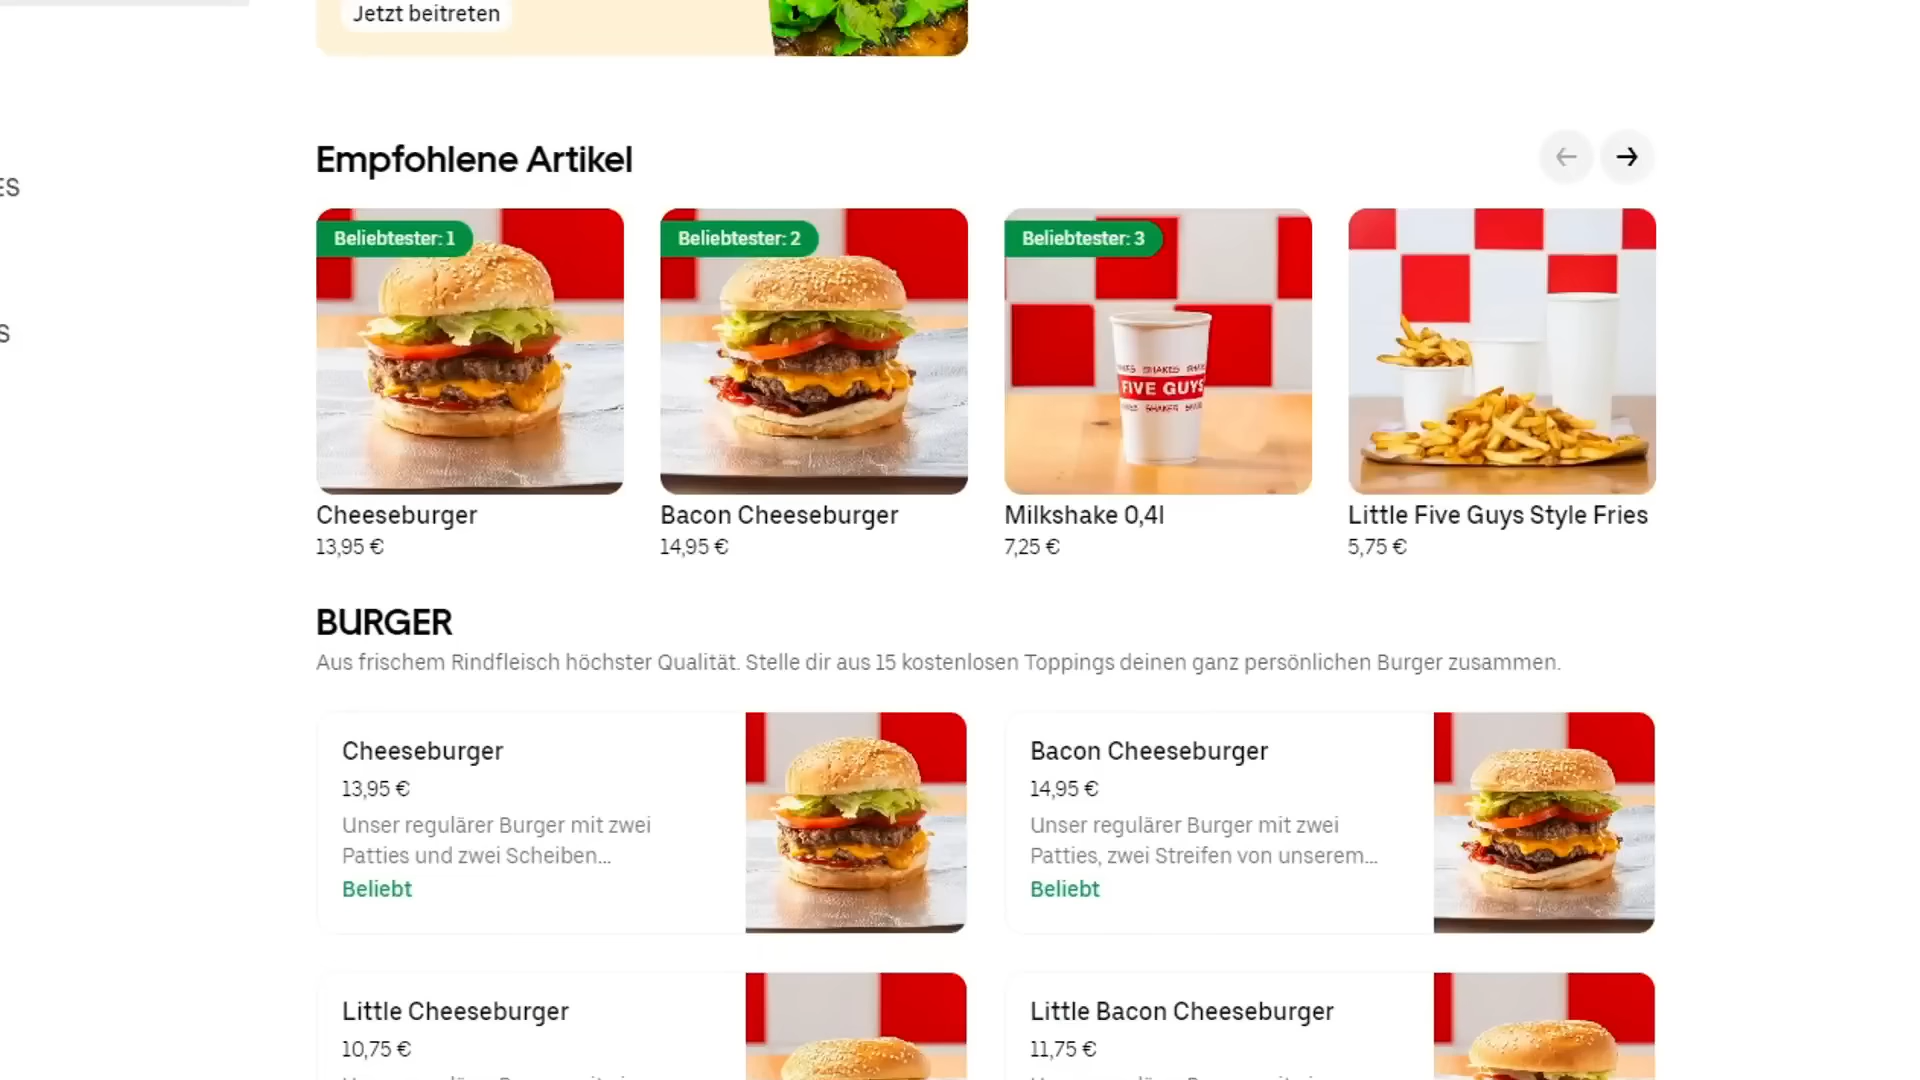 Jetzt beitreten
ES
S
Empfohlene Artikel
Beliebtester: 1
Beliebtester: 2
Beliebtester: 3
SHAKES
FIVE GUYS
SHAKES
Cheeseburger
13,95 €
Bacon Cheeseburger
14,95 €
Milkshake 0,4l
7,25 €
Little Five Guys Style Fries
5,75 €
BURGER
Aus frischem Rindfleisch höchster Qualität. Stelle dir aus 15 kostenlosen Toppings deinen ganz persönlichen Burger zusammen.
Cheeseburger
13,95 €
Unser regulärer Burger mit zwei
Patties und zwei Scheiben...
Beliebt
Bacon Cheeseburger
14,95 €
Unser regulärer Burger mit zwei
Patties, zwei Streifen von unserem...
Beliebt
Little Cheeseburger
10,75 €
Little Bacon Cheeseburger
11,75 €